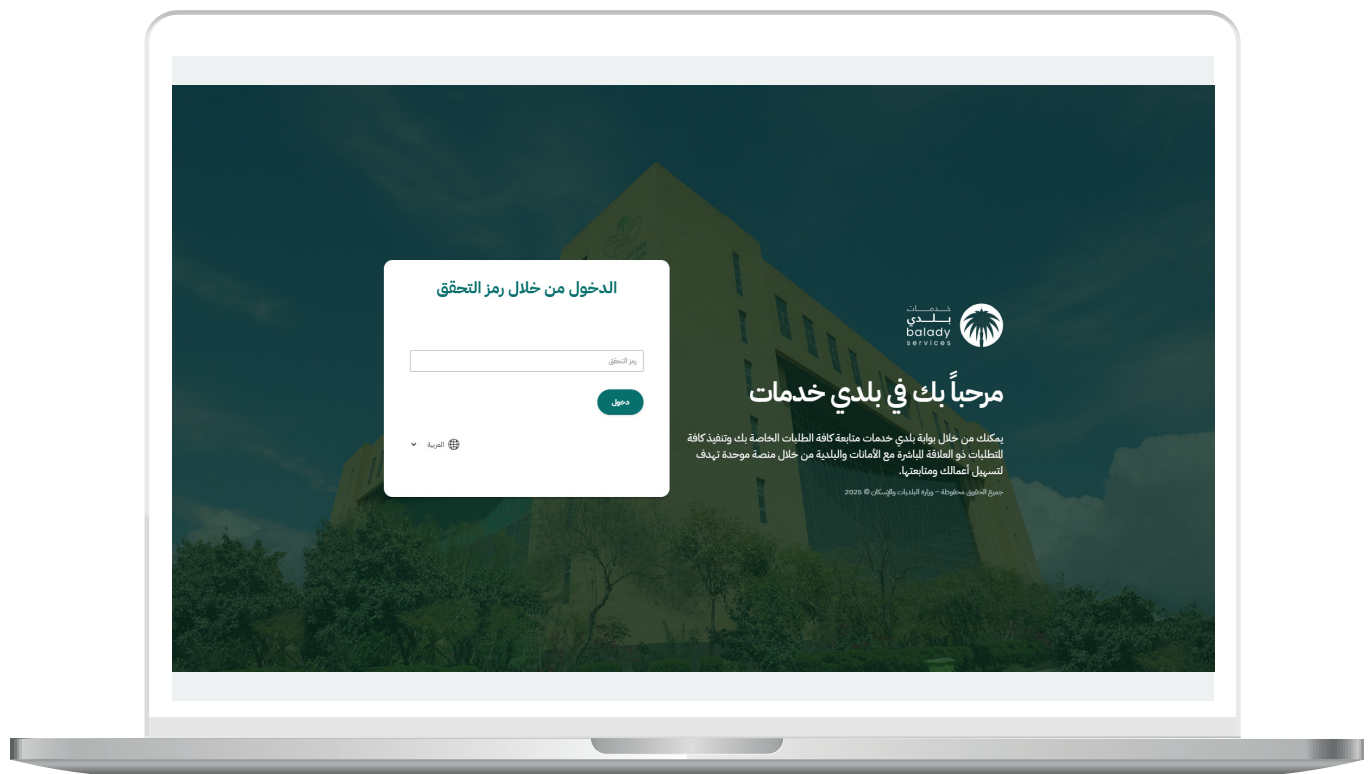 خدمات
بلدي
balady
services
مرحباً بك في بلدي خدمات
يمكنك من خلال بوابة بلدي خدمات متابعة كافة الطلبات الخاصة بك وتنفيذ كافة
المتطلبات ذو العلاقة المباشرة مع الأمانات والبلدية من خلال منصة موحدة تهدف
لتسهيل أعمالك ومتابعتها.
جميع الحقوق محفوظة – وزارة البلديات والإسكان © 2025
الدخول من خلال رمز التحقق
رمز التحقق
دخول
العربية